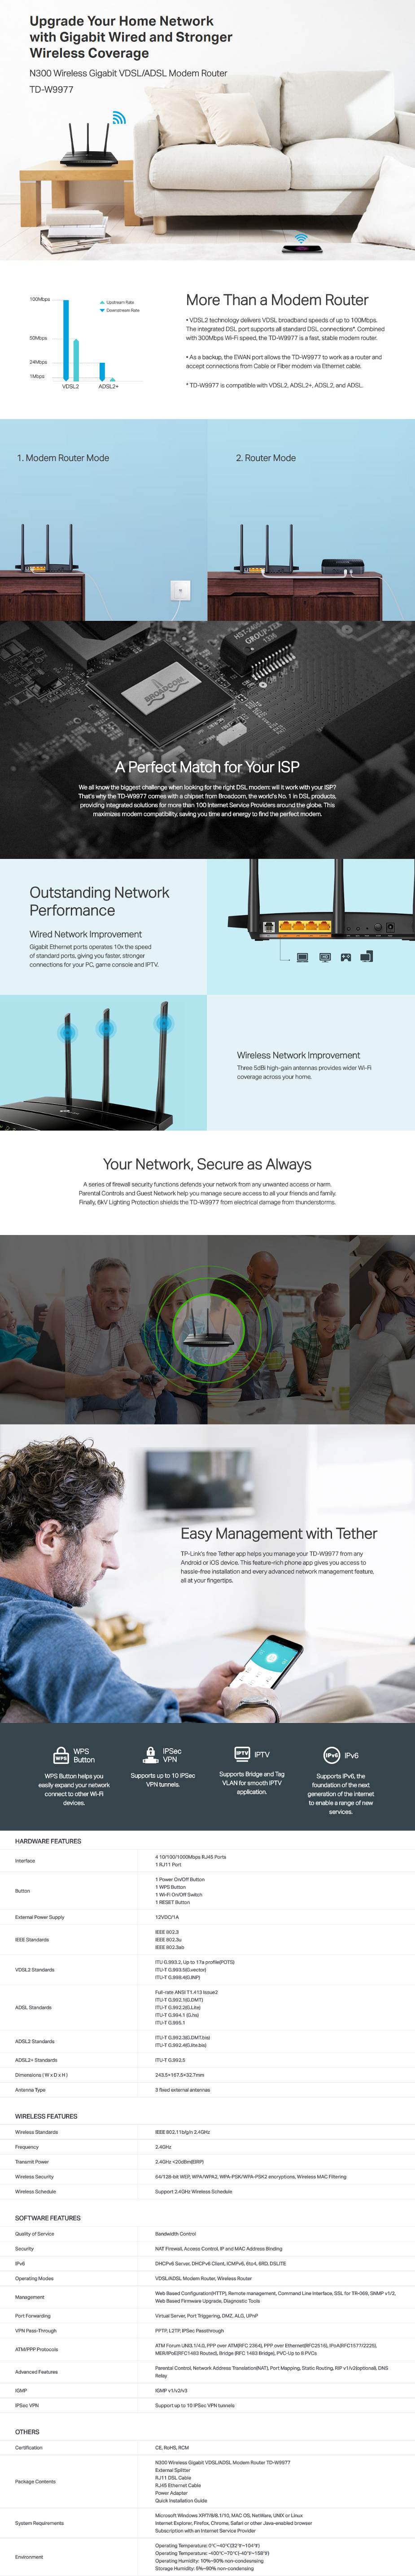 Upgrade Your Home Network
with Gigabit Wired and Stronger
Wireless Coverage
N300 Wireless Gigabit VDSL/ADSL Modem Router
TD-W9977
100Mbps
50Mbps
24Mbps
1Mbps
VDSL2
ADSL2+
Upstream Rate
Downstream Rate
More Than a Modem Router
• VDSL2 technology delivers VDSL broadband speeds of up to 100Mbps.
The integrated DSL port supports all standard DSL connections*. Combined
with 300Mbps Wi-Fi speed, the TD-W9977 is a fast, stable modem router.
• As a backup, the EWAN port allows the TD-W9977 to work as a router and
accept connections from Cable or Fiber modem via Ethernet cable.
* TD-W9977 is compatible with VDSL2, ADSL2+, ADSL2, and ADSL.
1. Modem Router Mode
2. Router Mode
GROUP-TEK
BROADCOM
A Perfect Match for Your ISP
We all know the biggest challenge when looking for the right DSL modem: will it work with your ISP?
That's why the TD-W9977 comes with a chipset from Broadcom, the world's No. 1 in DSL products,
providing integrated solutions for more than 100 Internet Service Providers around the globe. This
maximizes modem compatibility, saving you time and energy to find the perfect modem.
Outstanding Network
Performance
Wired Network Improvement
Gigabit Ethernet ports operates 10x the speed
of standard ports, giving you faster, stronger
connections for your PC, game console and IPTV.
Wireless Network Improvement
Three 5dBi high-gain antennas provides wider Wi-Fi
coverage across your home.
Your Network, Secure as Always
A series of firewall security functions defends your network from any unwanted access or harm.
Parental Controls and Guest Network help you manage secure access to all your friends and family.
Finally, 6kV Lighting Protection shields the TD-W9977 from electrical damage from thunderstorms.
Easy Management with Tether
TP-Link's free Tether app helps you manage your TD-W9977 from any
Android or iOS device. This feature-rich phone app gives you access to
hassle-free installation and every advanced network management feature,
all at your fingertips.
WPS
WPS
Button
WPS Button helps you
easily expand your network
connect to other Wi-Fi
devices.
IPSec
VPN
Supports up to 10 IPSec
VPN tunnels.
IPTV
IPTV
Supports Bridge and Tag
VLAN for smooth IPTV
application.
IPv6
IPv6
Supports IPv6, the
foundation of the next
generation of the Internet
to enable a range of new
services.
HARDWARE FEATURES
Interface
4 10/100/1000Mbps RJ45 Ports
1 RJ11 Port
Button
1 Power On/Off Button
1 WPS Button
1 Wi-Fi On/Off Switch
1 RESET Button
External Power Supply
12VDC/1A
IEEE Standards
IEEE 802.3
IEEE 802.3u
IEEE 802.3ab
VDSL2 Standards
ITU G.993.2, Up to 17a profile(POTS)
ITU-T G.993.5(G.vector)
ITU-T G.998.4(G.INP)
ADSL Standards
Full-rate ANSI T1.413 Issue2
ITU-T G.992.1(G.DMT)
ITU-T G.992.2(G.Lite)
ITU-T G.994.1 (G.hs)
ITU-T G.995.1
ADSL2 Standards
ITU-T G.992.3(G.DMT.bis)
ITU-T G.992.4(G.lite.bis)
ADSL2+ Standards
ITU-T G.992.5
Dimensions ( W x D x H )
243.5×167.8×32.7mm
Antenna Type
3 fixed external antennas
WIRELESS FEATURES
Wireless Standards
IEEE 802.11b/g/n 2.4GHz
Frequency
2.4GHz
Transmit Power
2.4GHz <20dBm(EIRP)
Wireless Security
64/128-bit WEP, WPA/WPA2, WPA-PSK/WPA-PSK2 encryptions, Wireless MAC Filtering
Wireless Schedule
Support 2.4GHz Wireless Schedule
SOFTWARE FEATURES
Quality of Service
Bandwidth Control
Security
NAT Firewall, Access Control, IP and MAC Address Binding
IPv6
DHCPv6 Server, DHCPv6 Client, ICMPv6, 6to4, 6RD, DSLITE
Operating Modes
VDSL/ADSL Modem Router, Wireless Router
Management
Web Based Configuration(HTTP), Remote management, Command Line Interface, SSL for TR-069, SNMP v1/2,
Web Based Firmware Upgrade, Diagnostic Tools
Port Forwarding
Virtual Server, Port Triggering, DMZ, ALG, UPnP
VPN Pass-Through
PPTP, L2TP, IPSec Passthrough
ATM/PPP Protocols
ATM Forum UNI3.1/4.0, PPP over ATM(RFC 2364), PPP over Ethernet(RFC2516), IPoA(RFC1577/2225),
MER/IPoE(RFC1483 Routed), Bridge (RFC 1483 Bridge), PVC-Up to 8 PVCs
Advanced Features
Parental Control, Network Address Translation(NAT), Port Mapping, Static Routing, RIP v1/v2(optional), DNS
Relay
IGMP
IGMP v1/v2/v3
IPSec VPN
Support up to 10 IPSec VPN tunnels
OTHERS
Certification
CE, RoHS, RCM
Package Contents
N300 Wireless Gigabit VDSL/ADSL Modem Router TD-W9977
External Splitter
RJ11 DSL Cable
RJ45 Ethernet Cable
Power Adapter
Quick Installation Guide
System Requirements
Microsoft Windows XP/7/8/8.1/10, MAC OS, NetWare, UNIX or Linux
Internet Explorer, Firefox, Chrome, Safari or other Java-enabled browser
Subscription with an Internet Service Provider
Environment
Operating Temperature: 0℃~40℃(32℉~104℉)
Operating Temperature: -400℃~70℃(-40℉~158℉)
Operating Humidity: 10%~90% non-condensing
Storage Humidity: 5%~90% non-condensing